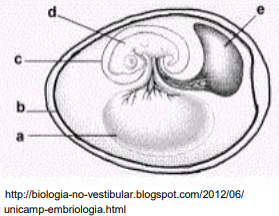 d
e
c
b
a
http://biologia-no-vestibular.blogspot.com/2012/06/
unicamp-embriologia.html